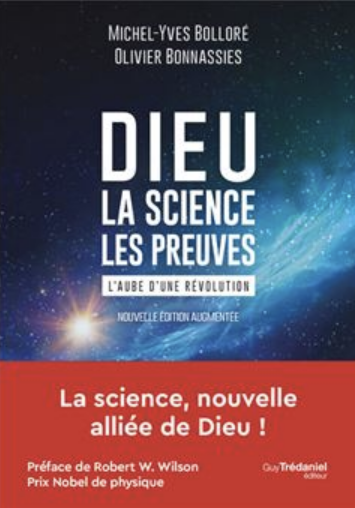 MICHEL-YVES BOLLORÉ
OLIVIER BONNASSIES
DIEU
LA SCIENCE
LES PREUVES
L'AUBE D'UNE RÉVOLUTION
NOUVELLE ÉDITION AUGMENTÉE
La science, nouvelle
alliée de Dieu !
Préface de Robert W. Wilson
Prix Nobel de physique
Guy Trédaniel
éditeur